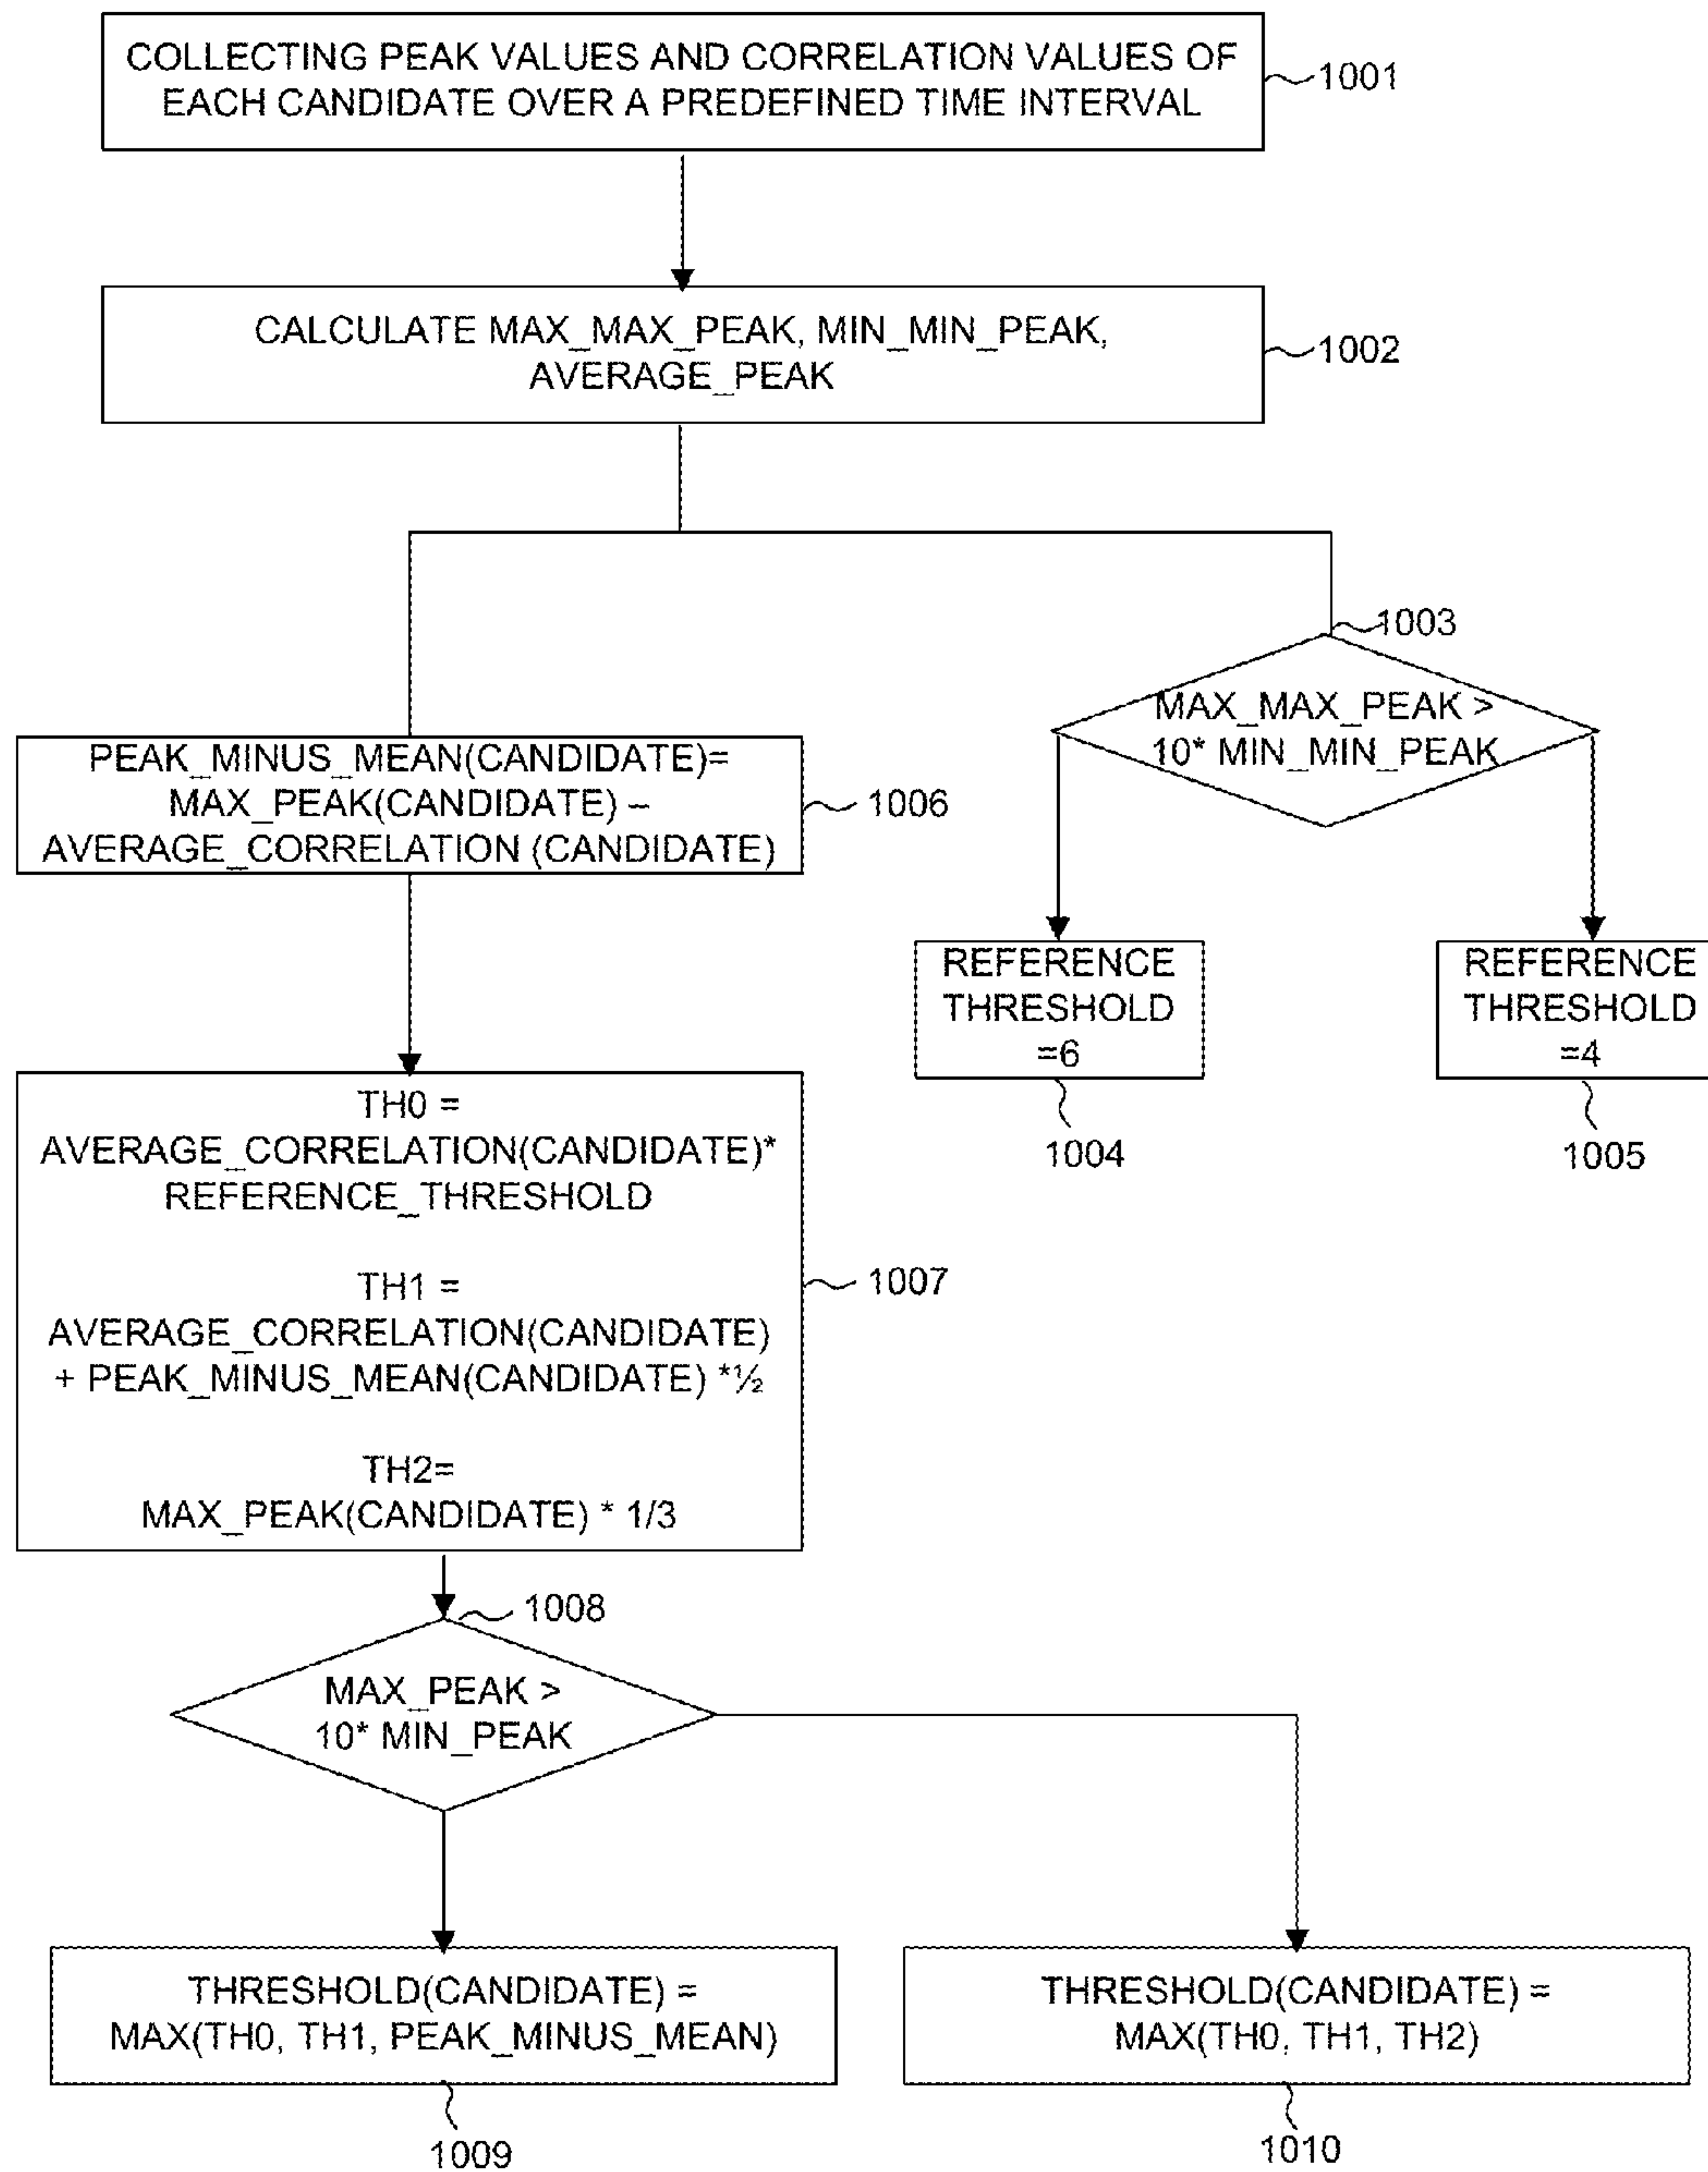 COLLECTING PEAK VALUES AND CORRELATION VALUES OF
EACH CANDIDATE OVER A PREDEFINED TIME INTERVAL
1001
CALCULATE MAX_MAX_PEAK, MIN_MIN_PEAK,
AVERAGE_PEAK
1002
1003
MAX_MAX_PEAK >
10* MIN_MIN_PEAK
PEAK_MINUS_MEAN(CANDIDATE)=
MAX_PEAK(CANDIDATE) –
AVERAGE_CORRELATION (CANDIDATE)
1006
REFERENCE
THRESHOLD
=6
1004
REFERENCE
THRESHOLD
=4
1005
TH0 =
AVERAGE_CORRELATION(CANDIDATE)*
REFERENCE_THRESHOLD
TH1 =
AVERAGE_CORRELATION(CANDIDATE)
+ PEAK_MINUS_MEAN(CANDIDATE) *½
TH2=
MAX_PEAK(CANDIDATE) * 1/3
1007
1008
MAX_PEAK >
10* MIN_PEAK
THRESHOLD(CANDIDATE) =
MAX(TH0, TH1, PEAK_MINUS_MEAN)
1009
THRESHOLD(CANDIDATE) =
MAX(TH0, TH1, TH2)
1010